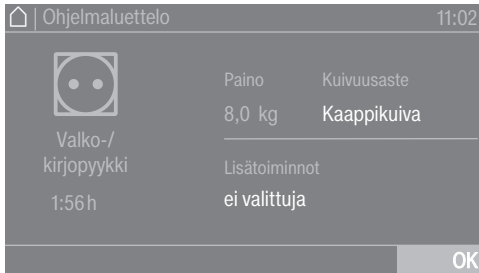 Ohjelmaluettelo 11:02
Paino Kuivuusaste
8,0 kg Kaappikuiva
Valko-/
kirjopyykki
Lisätoiminnot
1:56 h ei valittuja
OK